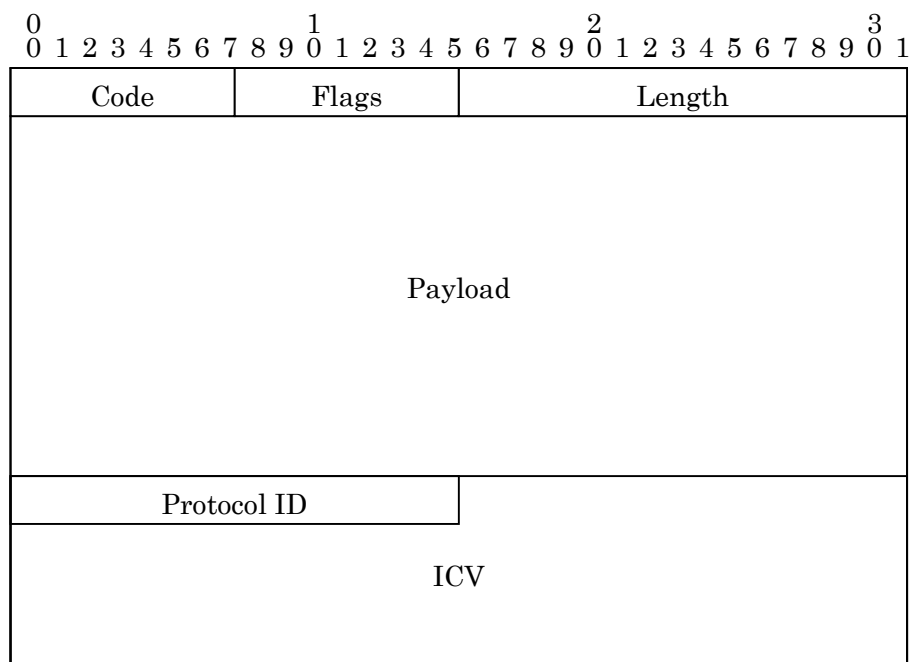 0 1 2 3
0 1 2 3 4 5 6 7 8 9 0 1 2 3 4 5 6 7 8 9 0 1 2 3 4 5 6 7 8 9 0 1
Code Flags Length
Payload
Protocol ID
ICV